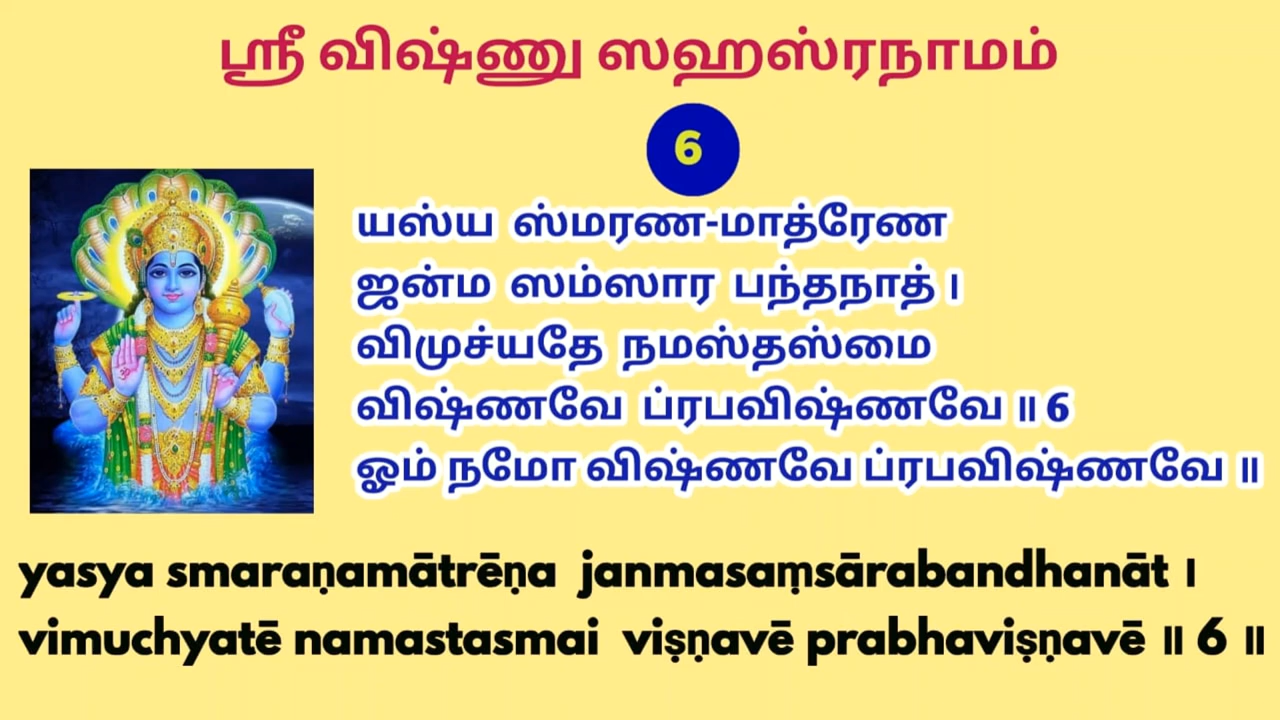 ஸ்ரீ விஷ்ணு ஸஹஸ்ரநாமம்
6
யஸ்ய ஸ்மரண-மாத்ரேண
ஜன்ம ஸம்ஸார பந்தநாத் ।
விமுச்யதே நமஸ்தஸ்மை
விஷ்ணவே ப்ரபவிஷ்ணவே ॥ 6
ஓம் நமோ விஷ்ணவே ப்ரபவிஷ்ணவே ॥
yasya smaraṇamātrēṇa janmasaṃsārabandhanāt ।
vimuchyatē namastasmai viṣṇavē prabhaviṣṇavē ॥ 6 ॥